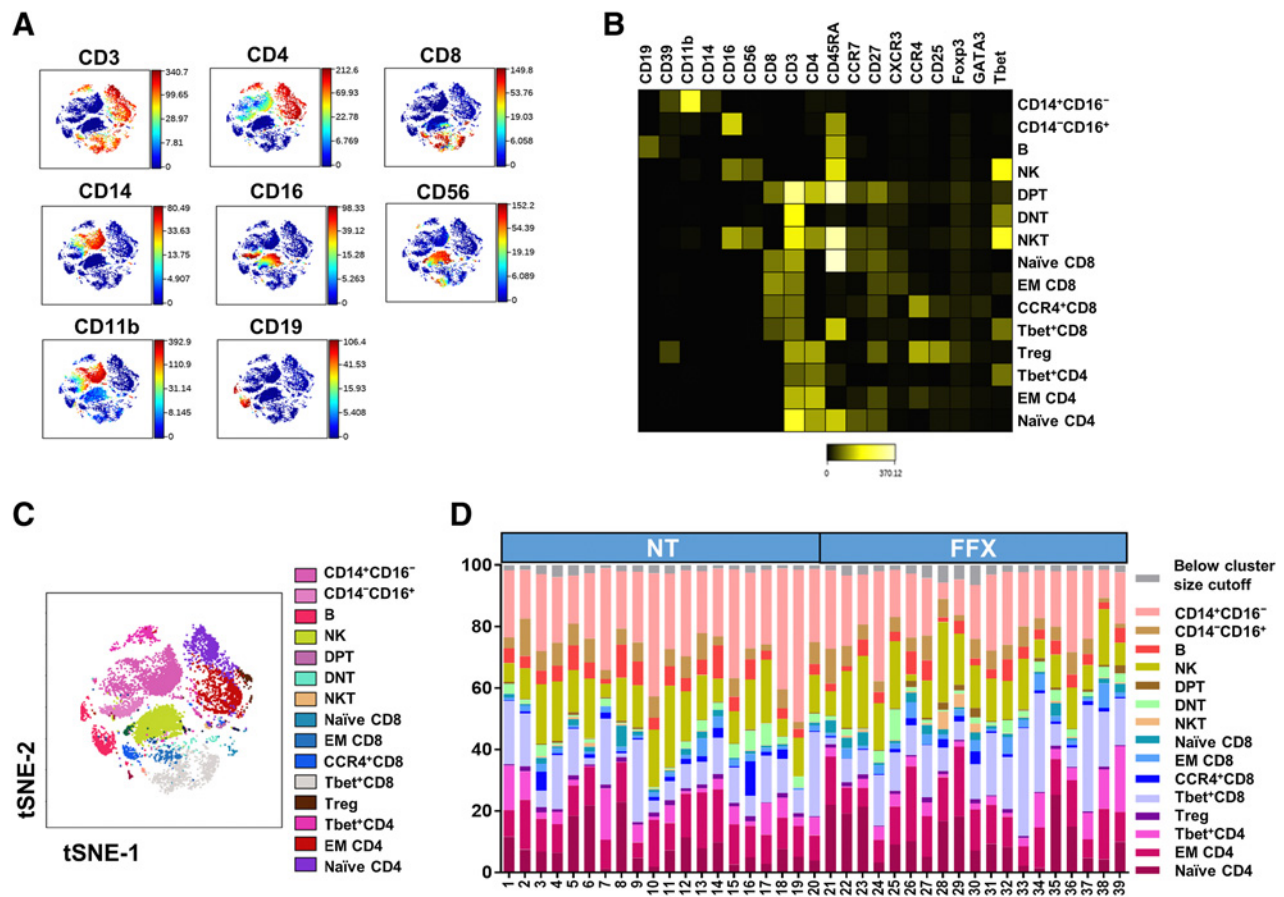 A
CD3
340.7
99.65
28.97
7.81
0
CD4
212.6
70.93
22.78
6.769
0
CD8
149.8
53.76
19.03
6.058
0
CD14
80.49
33.63
13.75
4.907
0
CD16
98.33
38.93
15.28
5.263
0
CD56
152.2
54.39
19.19
6.089
0
CD11b
392.9
110.9
31.14
8.145
0
CD19
106.4
41.53
15.97
5.408
0
B
CD19
CD39
CD11b
CD14
CD16
CD56
CD8
CD3
CD4
CD45RA
CCR7
CD27
CXCR3
CCR4
CD25
Foxp3
GATA3
Tbet
CD14⁺CD16⁻
CD14⁻CD16⁺
B
NK
DPT
DNT
NKT
Naïve CD8
EM CD8
CCR4⁺CD8
Tbet⁺CD8
Treg
Tbet⁺CD4
EM CD4
Naïve CD4
0 370.12
C
tSNE-2
tSNE-1
CD14⁺CD16⁻
CD14⁻CD16⁺
B
NK
DPT
DNT
NKT
Naïve CD8
EM CD8
CCR4⁺CD8
Tbet⁺CD8
Treg
Tbet⁺CD4
EM CD4
Naïve CD4
D
NT FFX
100
80
60
40
20
0
1 2 3 4 5 6 7 8 9 10 11 12 13 14 15 16 17 18 19 20 21 22 23 24 25 26 27 28 29 30 31 32 33 34 35 36 37 38 39
Below cluster
size cutoff
CD14⁺CD16⁻
CD14⁻CD16⁺
B
NK
DPT
DNT
NKT
Naïve CD8
EM CD8
CCR4⁺CD8
Tbet⁺CD8
Treg
Tbet⁺CD4
EM CD4
Naïve CD4